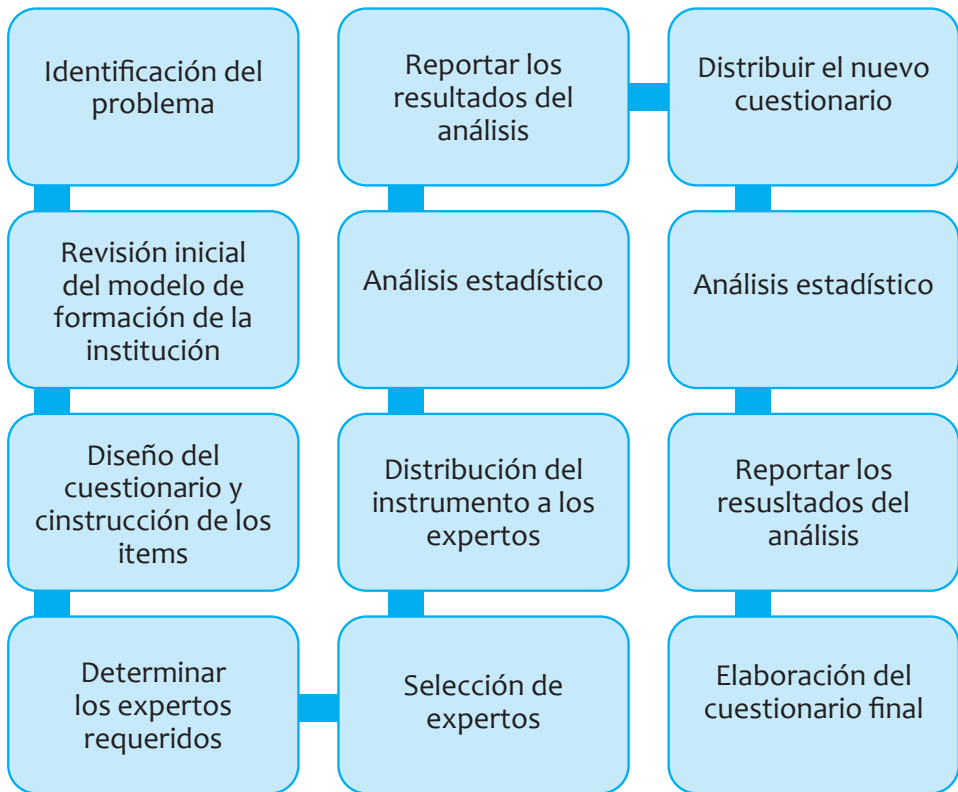 Identificación del
problema
Revisión inicial
del modelo de
formación de la
institución
Diseño del
cuestionario y
cinstrucción de los
items
Determinar
los expertos
requeridos
Selección de
expertos
Distribución del
instrumento a los
expertos
Análisis estadístico
Reportar los
resultados del
análisis
Distribuir el nuevo
cuestionario
Análisis estadístico
Reportar los
resusltados del
análisis
Elaboración del
cuestionario final